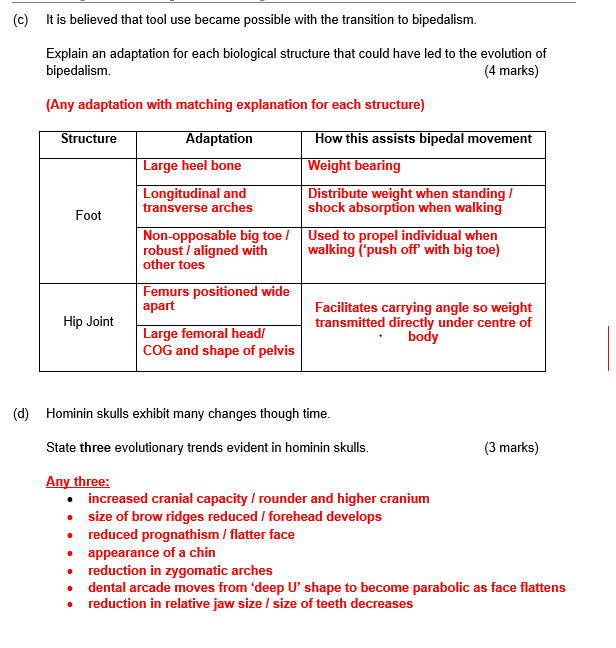 (c) It is believed that tool use became possible with the transition to bipedalism.
Explain an adaptation for each biological structure that could have led to the evolution of
bipedalism. (4 marks)
(Any adaptation with matching explanation for each structure)
Structure Adaptation How this assists bipedal movement
Foot
Large heel bone Weight bearing
Longitudinal and
transverse arches
Distribute weight when standing /
shock absorption when walking
Non-opposable big toe /
robust / aligned with
other toes
Used to propel individual when
walking ('push off' with big toe)
Hip Joint
Femurs positioned wide
apart
Large femoral head/
COG and shape of pelvis
Facilitates carrying angle so weight
transmitted directly under centre of
body
(d) Hominin skulls exhibit many changes though time.
State three evolutionary trends evident in hominin skulls. (3 marks)
Any three:
• increased cranial capacity / rounder and higher cranium
• size of brow ridges reduced / forehead develops
• reduced prognathism / flatter face
• appearance of a chin
• reduction in zygomatic arches
• dental arcade moves from 'deep U' shape to become parabolic as face flattens
• reduction in relative jaw size / size of teeth decreases